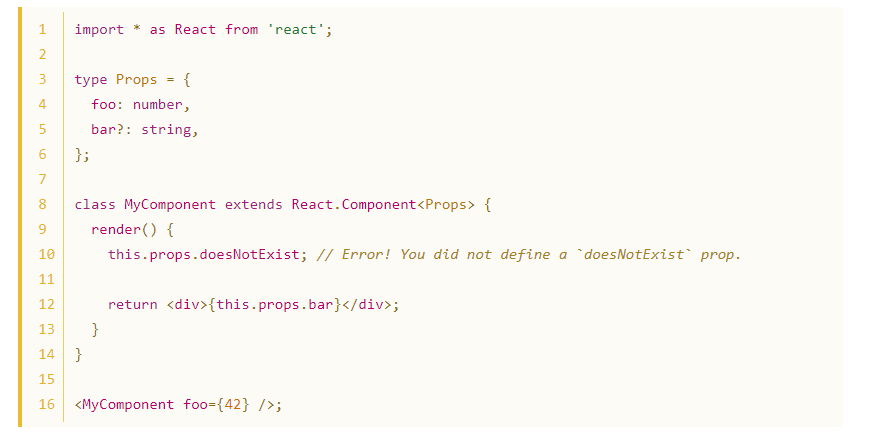 1 import * as React from 'react';
2
3 type Props = {
4   foo: number,
5   bar?: string,
6 };
7
8 class MyComponent extends React.Component<Props> {
9   render() {
10     this.props.doesNotExist; // Error! You did not define a `doesNotExist` prop.
11
12     return <div>{this.props.bar}</div>;
13   }
14 }
15
16 <MyComponent foo={42} />;